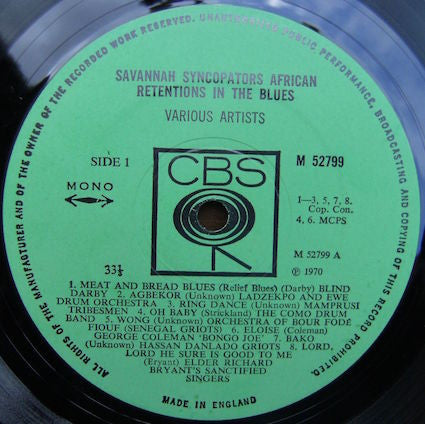 ALL RIGHTS OF THE MANUFACTURER AND OF THE OWNER OF THE RECORDED WORK RESERVED. UNAUTHORISED PUBLIC PERFORMANCE, BROADCASTING AND COPYING OF THIS RECORD PROHIBITED.
SAVANNAH SYNCOPATORS AFRICAN
RETENTIONS IN THE BLUES
VARIOUS ARTISTS
SIDE 1
CBS
M 52799
MONO
1—3, 5, 7, 8.
Cop. Con.
4, 6. MCPS
M 52799 A
33⅓
℗ 1970
1. MEAT AND BREAD BLUES (Relief Blues) (Darby) BLIND
DARBY 2. AGBEKOR (Unknown) LADZEKPO AND EWE
DRUM ORCHESTRA 3. RING DANCE (Unknown) MAMPRUSI
TRIBESMEN 4. OH BABY (Strickland) THE COMO DRUM
BAND 5. WONG (Unknown) ORCHESTRA OF BOUR FODÉ
FIOUF (SENEGAL GRIOTS) 6. ELOISE (Coleman)
GEORGE COLEMAN 'BONGO JOE' 7. BAKO
(Unknown) HASSAN DANLADO GRIOTS 8. LORD,
LORD HE SURE IS GOOD TO ME
(Bryant) ELDER RICHARD
BRYANT'S SANCTIFIED
SINGERS
MADE IN ENGLAND